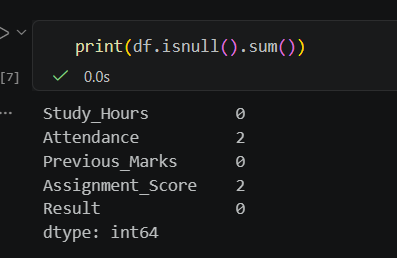 print(df.isnull().sum())
[7]
0.0s
Study_Hours 0
Attendance 2
Previous_Marks 0
Assignment_Score 2
Result 0
dtype: int64